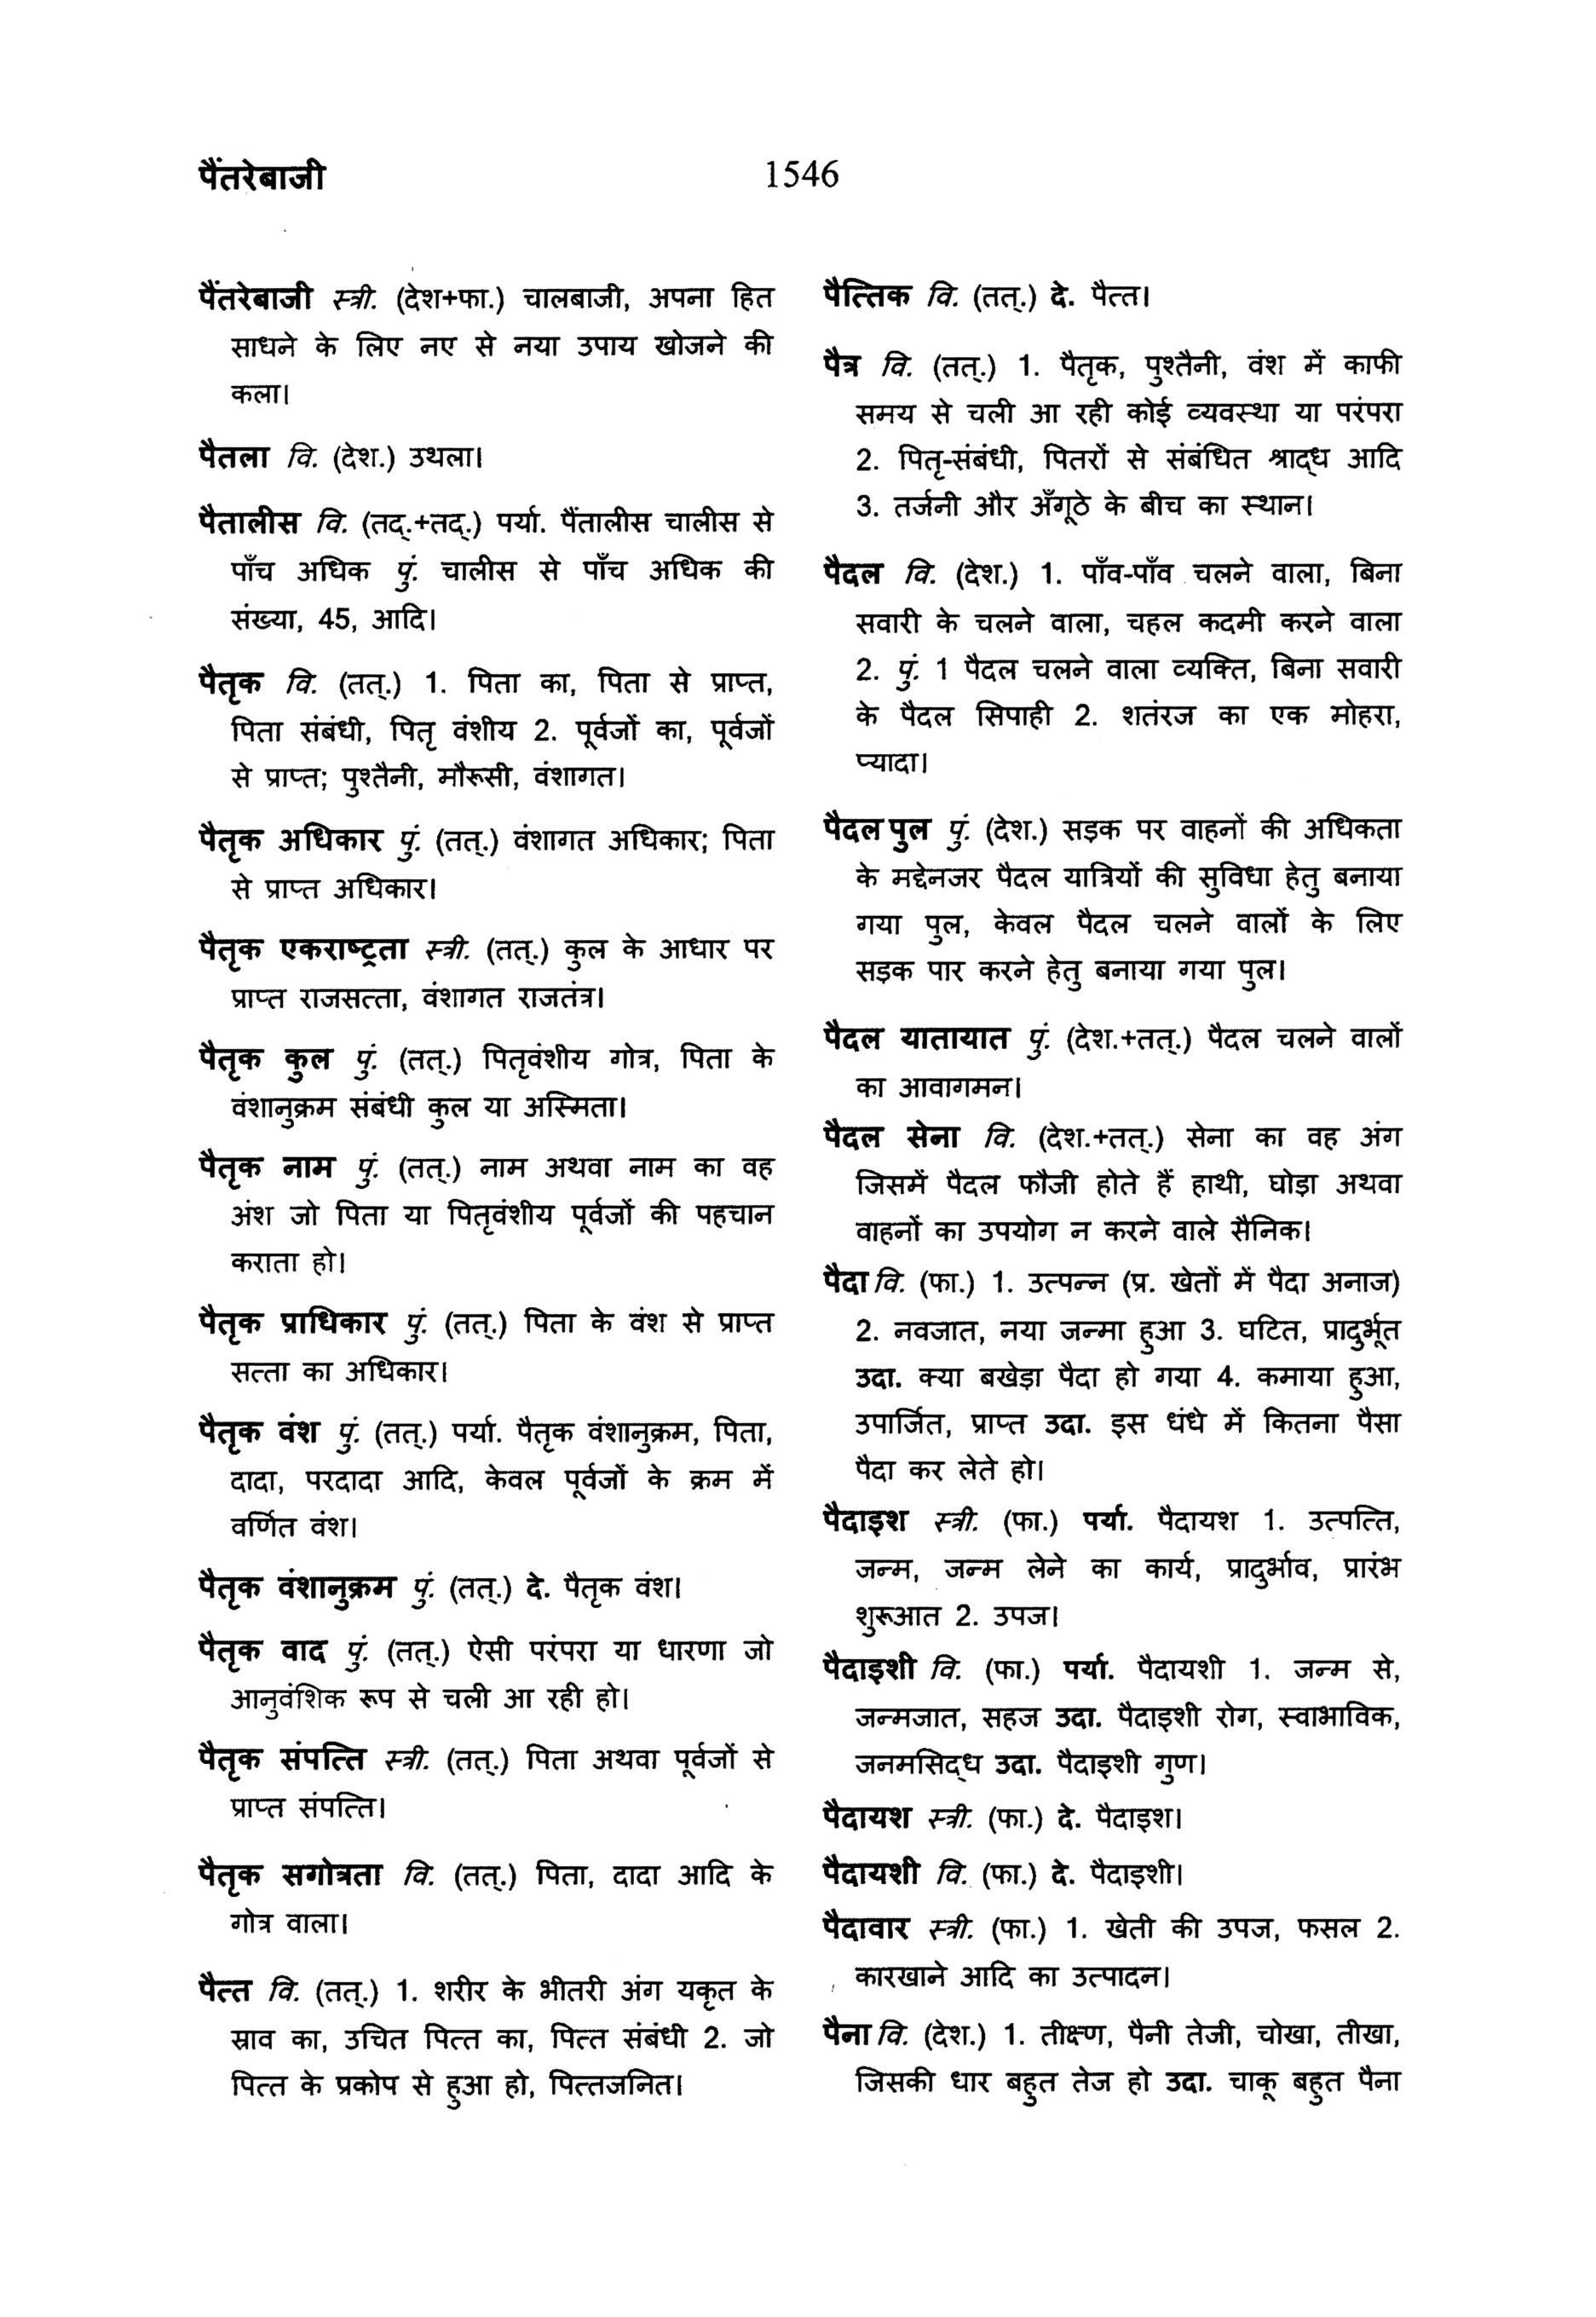 पैंतरेबाजी
1546
पैंतरेबाजी स्त्री. (देश+फा.) चालबाजी, अपना हित
साधने के लिए नए से नया उपाय खोजने की
कला।
पैतला वि. (देश.) उथला।
पैतालीस वि. (तद्.+तद्.) पर्या. पैंतालीस चालीस से
पाँच अधिक पुं. चालीस से पाँच अधिक की
संख्या, 45, आदि।
पैतृक वि. (तत्.) 1. पिता का, पिता से प्राप्त,
पिता संबंधी, पितृ वंशीय 2. पूर्वजों का, पूर्वजों
से प्राप्त; पुश्तैनी, मौरूसी, वंशागत।
पैतृक अधिकार पुं. (तत्.) वंशागत अधिकार; पिता
से प्राप्त अधिकार।
पैतृक एकराष्ट्रता स्त्री. (तत्.) कुल के आधार पर
प्राप्त राजसत्ता, वंशागत राजतंत्र।
पैतृक कुल पुं. (तत्.) पितृवंशीय गोत्र, पिता के
वंशानुक्रम संबंधी कुल या अस्मिता।
पैतृक नाम पुं. (तत्.) नाम अथवा नाम का वह
अंश जो पिता या पितृवंशीय पूर्वजों की पहचान
कराता हो।
पैतृक प्राधिकार पुं. (तत्.) पिता के वंश से प्राप्त
सत्ता का अधिकार।
पैतृक वंश पुं. (तत्.) पर्या. पैतृक वंशानुक्रम, पिता,
दादा, परदादा आदि, केवल पूर्वजों के क्रम में
वर्णित वंश।
पैतृक वंशानुक्रम पुं. (तत्.) दे. पैतृक वंश।
पैतृक वाद पुं. (तत्.) ऐसी परंपरा या धारणा जो
आनुवंशिक रूप से चली आ रही हो।
पैतृक संपत्ति स्त्री. (तत्.) पिता अथवा पूर्वजों से
प्राप्त संपत्ति।
पैतृक सगोत्रता वि. (तत्.) पिता, दादा आदि के
गोत्र वाला।
पैत्त वि. (तत्.) 1. शरीर के भीतरी अंग यकृत के
स्राव का, उचित पित्त का, पित्त संबंधी 2. जो
पित्त के प्रकोप से हुआ हो, पित्तजनित।
पैत्तिक वि. (तत्.) दे. पैत्त।
पैत्र वि. (तत्.) 1. पैतृक, पुश्तैनी, वंश में काफी
समय से चली आ रही कोई व्यवस्था या परंपरा
2. पितृ-संबंधी, पितरों से संबंधित श्राद्ध आदि
3. तर्जनी और अँगूठे के बीच का स्थान।
पैदल वि. (देश.) 1. पाँव-पाँव चलने वाला, बिना
सवारी के चलने वाला, चहल कदमी करने वाला
2. पुं. 1 पैदल चलने वाला व्यक्ति, बिना सवारी
के पैदल सिपाही 2. शतंरज का एक मोहरा,
प्यादा।
पैदल पुल पुं. (देश.) सड़क पर वाहनों की अधिकता
के मद्देनजर पैदल यात्रियों की सुविधा हेतु बनाया
गया पुल, केवल पैदल चलने वालों के लिए
सड़क पार करने हेतु बनाया गया पुल।
पैदल यातायात पुं. (देश.+तत्.) पैदल चलने वालों
का आवागमन।
पैदल सेना वि. (देश.+तत्.) सेना का वह अंग
जिसमें पैदल फौजी होते हैं हाथी, घोड़ा अथवा
वाहनों का उपयोग न करने वाले सैनिक।
पैदा वि. (फा.) 1. उत्पन्न (प्र. खेतों में पैदा अनाज)
2. नवजात, नया जन्मा हुआ 3. घटित, प्रादुर्भूत
उदा. क्या बखेड़ा पैदा हो गया 4. कमाया हुआ,
उपार्जित, प्राप्त उदा. इस धंधे में कितना पैसा
पैदा कर लेते हो।
पैदाइश स्त्री. (फा.) पर्या. पैदायश 1. उत्पत्ति,
जन्म, जन्म लेने का कार्य, प्रादुर्भाव, प्रारंभ
शुरूआत 2. उपज।
पैदाइशी वि. (फा.) पर्या. पैदायशी 1. जन्म से,
जन्मजात, सहज उदा. पैदाइशी रोग, स्वाभाविक,
जनमसिद्ध उदा. पैदाइशी गुण।
पैदायश स्त्री. (फा.) दे. पैदाइश।
पैदायशी वि. (फा.) दे. पैदाइशी।
पैदावार स्त्री. (फा.) 1. खेती की उपज, फसल 2.
कारखाने आदि का उत्पादन।
पैना वि. (देश.) 1. तीक्ष्ण, पैनी तेजी, चोखा, तीखा,
जिसकी धार बहुत तेज हो उदा. चाकू बहुत पैना